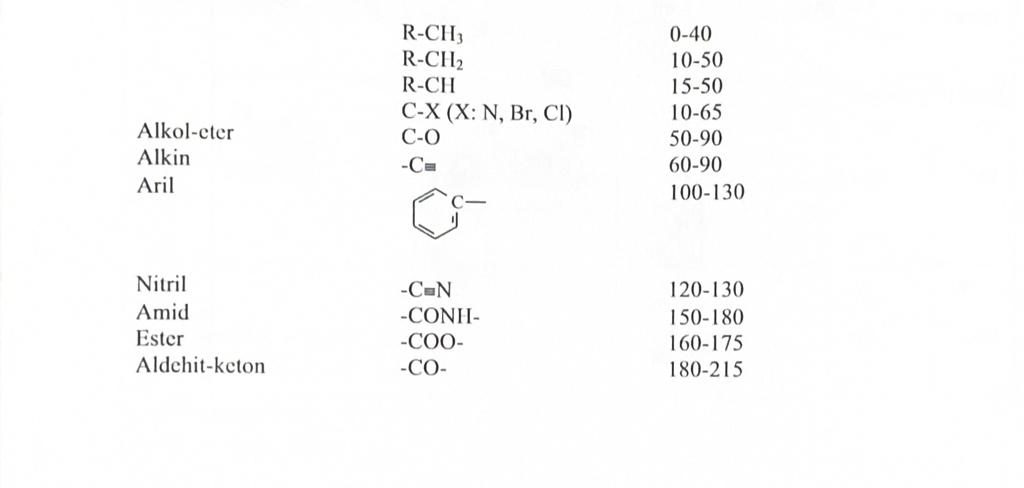 R-CH₃ 0-40
R-CH₂ 10-50
R-CH 15-50
C-X (X: N, Br, Cl) 10-65
Alkol-eter C-O 50-90
Alkin -C≡ 60-90
Aril C— 100-130
Nitril -C≡N 120-130
Amid -CONH- 150-180
Ester -COO- 160-175
Aldehit-keton -CO- 180-215